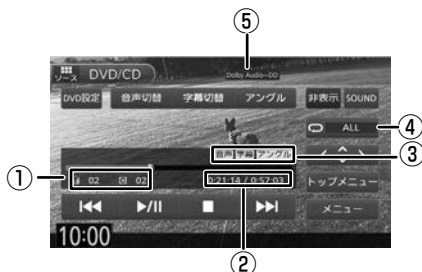 ⑤
ソース DVD/CD Dolby Audio−DD
DVD設定 音声切替 字幕切替 アングル 非表示 SOUND
ALL ④
音声 字幕 アングル ③
① 02 02 0:21:14 / 0:57:03 トップメニュー
メニュー
10:00
②